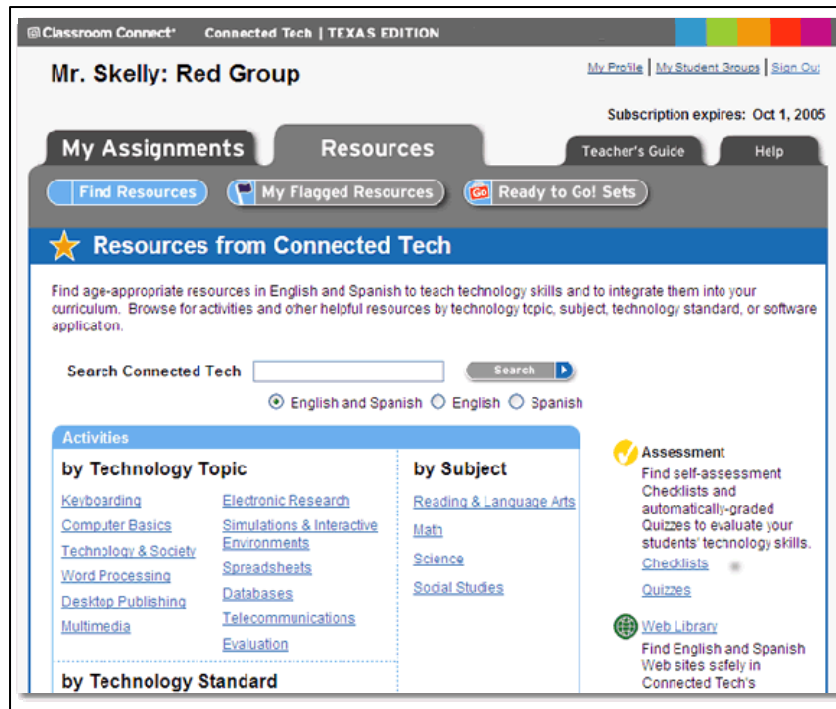 Classroom Connect Connected Tech | TEXAS EDITION
Mr. Skelly: Red Group
My Profile | My Student Groups | Sign Out
Subscription expires: Oct 1, 2005
My Assignments
Resources
Teacher's Guide
Help
Find Resources
My Flagged Resources
Go Ready to Go! Sets
Resources from Connected Tech
Find age-appropriate resources in English and Spanish to teach technology skills and to integrate them into your
curriculum. Browse for activities and other helpful resources by technology topic, subject, technology standard, or software
application.
Search Connected Tech
Search
English and Spanish
English
Spanish
Activities
by Technology Topic
Keyboarding
Computer Basics
Technology & Society
Word Processing
Desktop Publishing
Multimedia
Electronic Research
Simulations & Interactive
Environments
Spreadsheets
Databases
Telecommunications
Evaluation
by Technology Standard
by Subject
Reading & Language Arts
Math
Science
Social Studies
Assessment
Find self-assessment
Checklists and
automatically-graded
Quizzes to evaluate your
students' technology skills.
Checklists
Quizzes
Web Library
Find English and Spanish
Web sites safely in
Connected Tech's